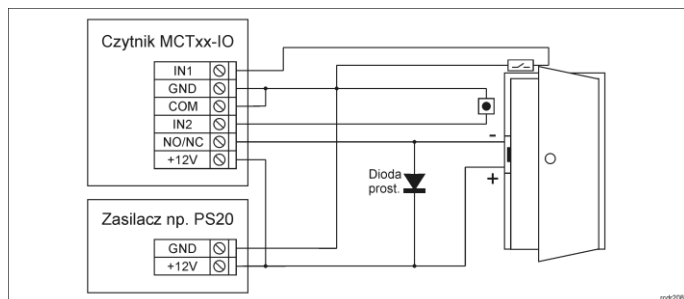 Czytnik MCTxx-IO
IN1
GND
COM
IN2
NO/NC
+12V
-
+
Dioda
prost.
Zasilacz np. PS20
GND
+12V